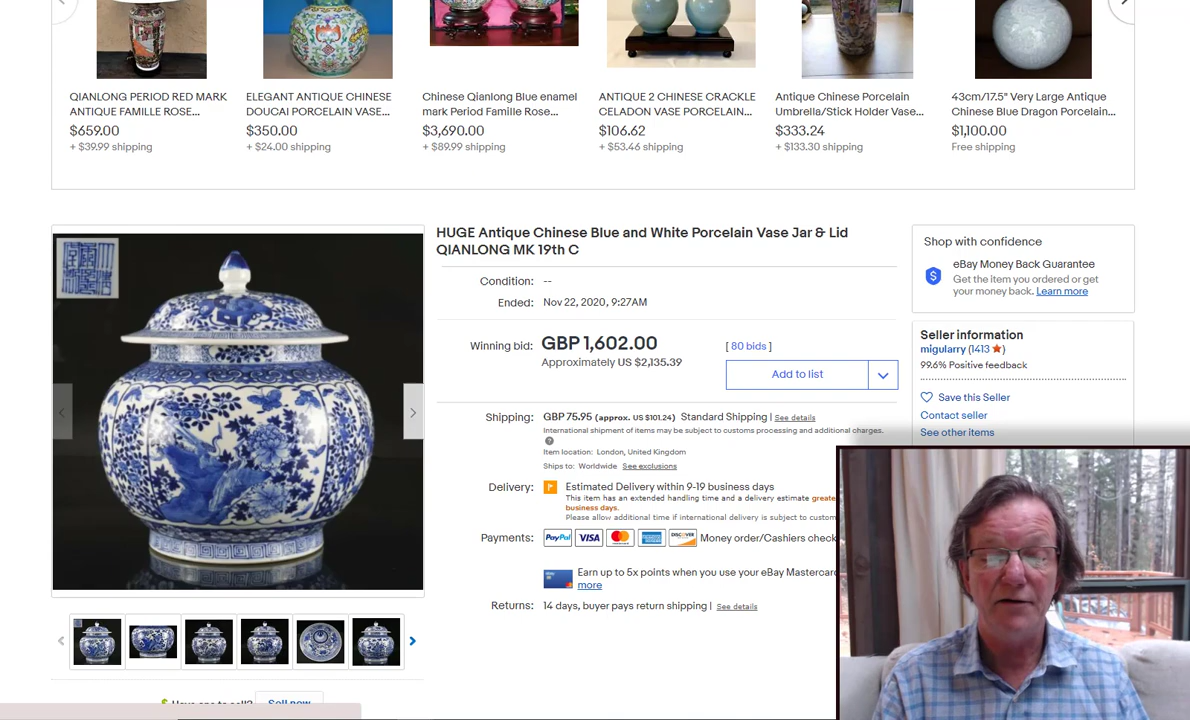 QIANLONG PERIOD RED MARK
ANTIQUE FAMILLE ROSE...
$659.00
+ $39.99 shipping
ELEGANT ANTIQUE CHINESE
DOUCAI PORCELAIN VASE...
$350.00
+ $24.00 shipping
Chinese Qianlong Blue enamel
mark Period Famille Rose...
$3,690.00
+ $89.99 shipping
ANTIQUE 2 CHINESE CRACKLE
CELADON VASE PORCELAIN...
$106.62
+ $53.46 shipping
Antique Chinese Porcelain
Umbrella/Stick Holder Vase...
$333.24
+ $133.30 shipping
43cm/17.5" Very Large Antique
Chinese Blue Dragon Porcelain...
$1,100.00
Free shipping
HUGE Antique Chinese Blue and White Porcelain Vase Jar & Lid
QIANLONG MK 19th C
Condition: --
Ended: Nov 22, 2020, 9:27AM
Winning bid: GBP 1,602.00 [ 80 bids ]
Approximately US $2,135.39
Add to list
Shipping: GBP 75.95 (approx. US $101.24) Standard Shipping | See details
International shipment of items may be subject to customs processing and additional charges.
Item location: London, United Kingdom
Ships to: Worldwide See exclusions
Delivery: Estimated Delivery within 9-19 business days
This item has an extended handling time and a delivery estimate greate
business days.
Please allow additional time if international delivery is subject to custom
Payments: PayPal VISA MasterCard DISCOVER Money order/Cashiers check
Earn up to 5x points when you use your eBay Mastercard
more
Returns: 14 days, buyer pays return shipping | See details
Shop with confidence
eBay Money Back Guarantee
Get the item you ordered or get
your money back. Learn more
Seller information
migularry (1413 ★)
99.6% Positive feedback
Save this Seller
Contact seller
See other items
Have one to sell? Sell now